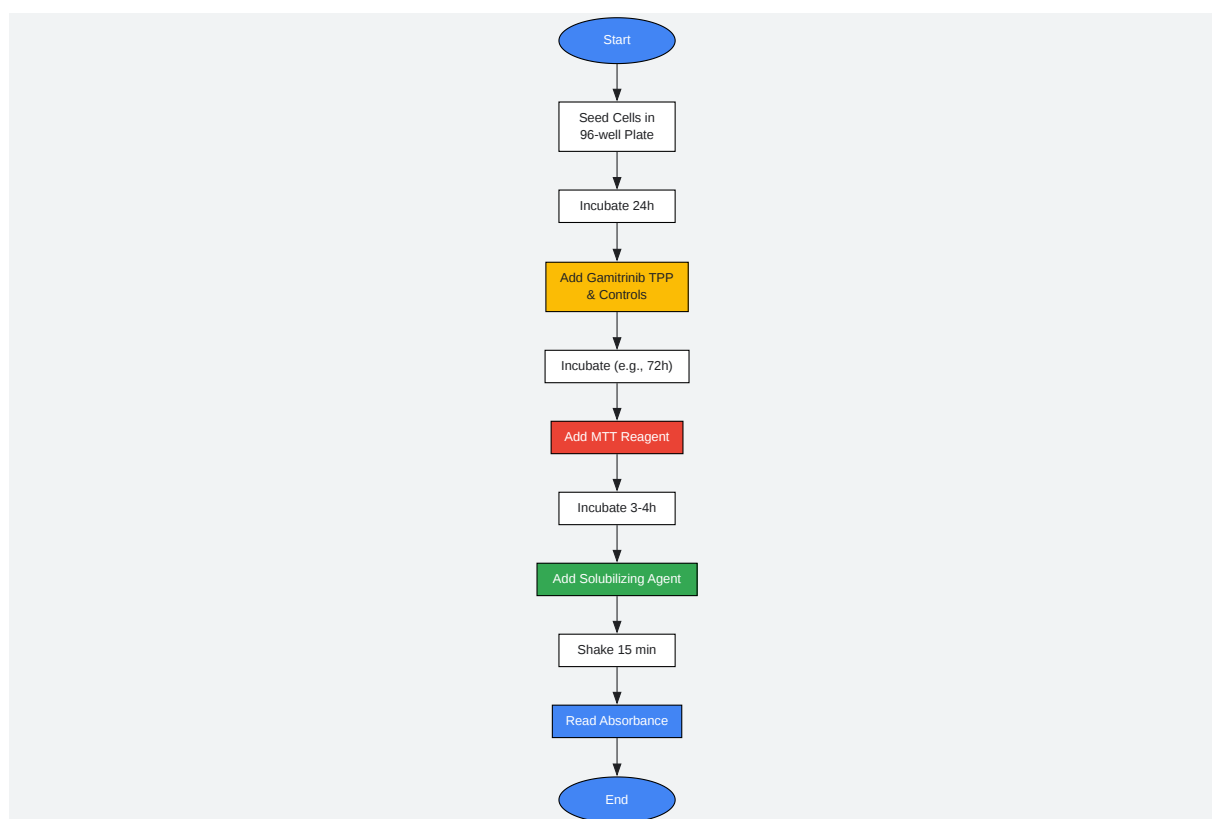 Start
Seed Cells in
96-well Plate
Incubate 24h
Add Gamitrinib TPP
& Controls
Incubate (e.g., 72h)
Add MTT Reagent
Incubate 3-4h
Add Solubilizing Agent
Shake 15 min
Read Absorbance
End